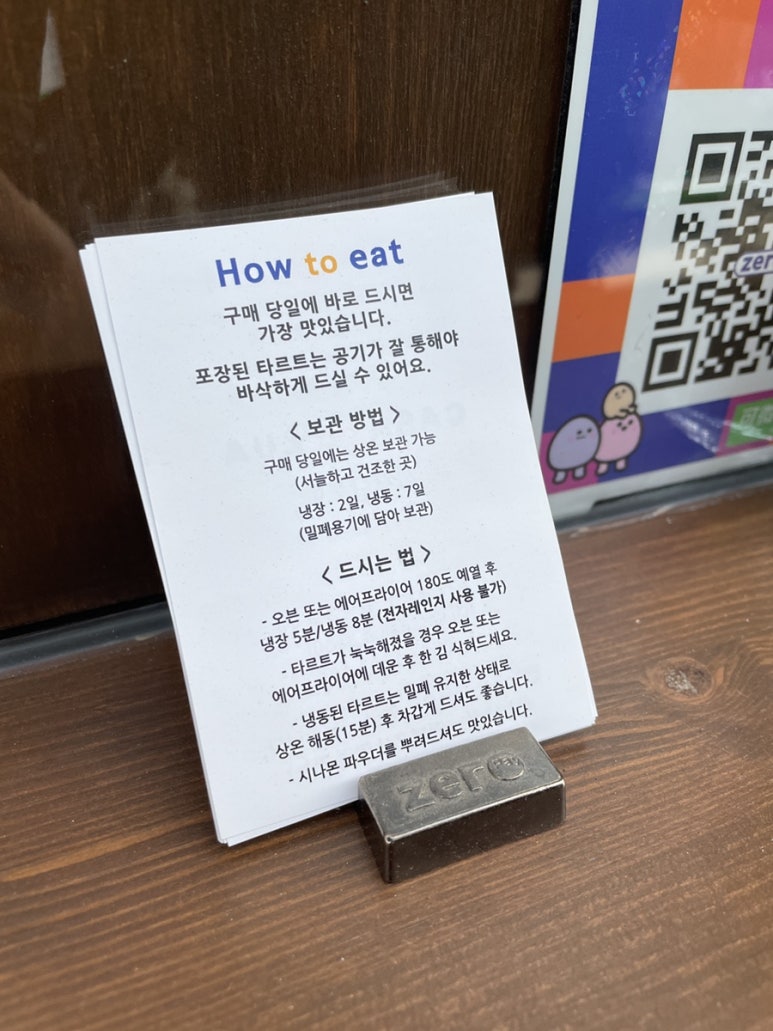 How to eat
구매 당일에 바로 드시면
가장 맛있습니다.
포장된 타르트는 공기가 잘 통해야
바삭하게 드실 수 있어요.
< 보관 방법 >
구매 당일에는 상온 보관 가능
(서늘하고 건조한 곳)
냉장 : 2일, 냉동 : 7일
(밀폐용기에 담아 보관)
< 드시는 법 >
- 오븐 또는 에어프라이어 180도 예열 후
냉장 5분/냉동 8분 (전자레인지 사용 불가)
- 타르트가 눅눅해졌을 경우 오븐 또는
에어프라이어에 데운 후 한 김 식혀드세요.
- 냉동된 타르트는 밀폐 유지한 상태로
상온 해동(15분) 후 차갑게 드셔도 좋습니다.
- 시나몬 파우더를 뿌려드셔도 맛있습니다.
zero
zer